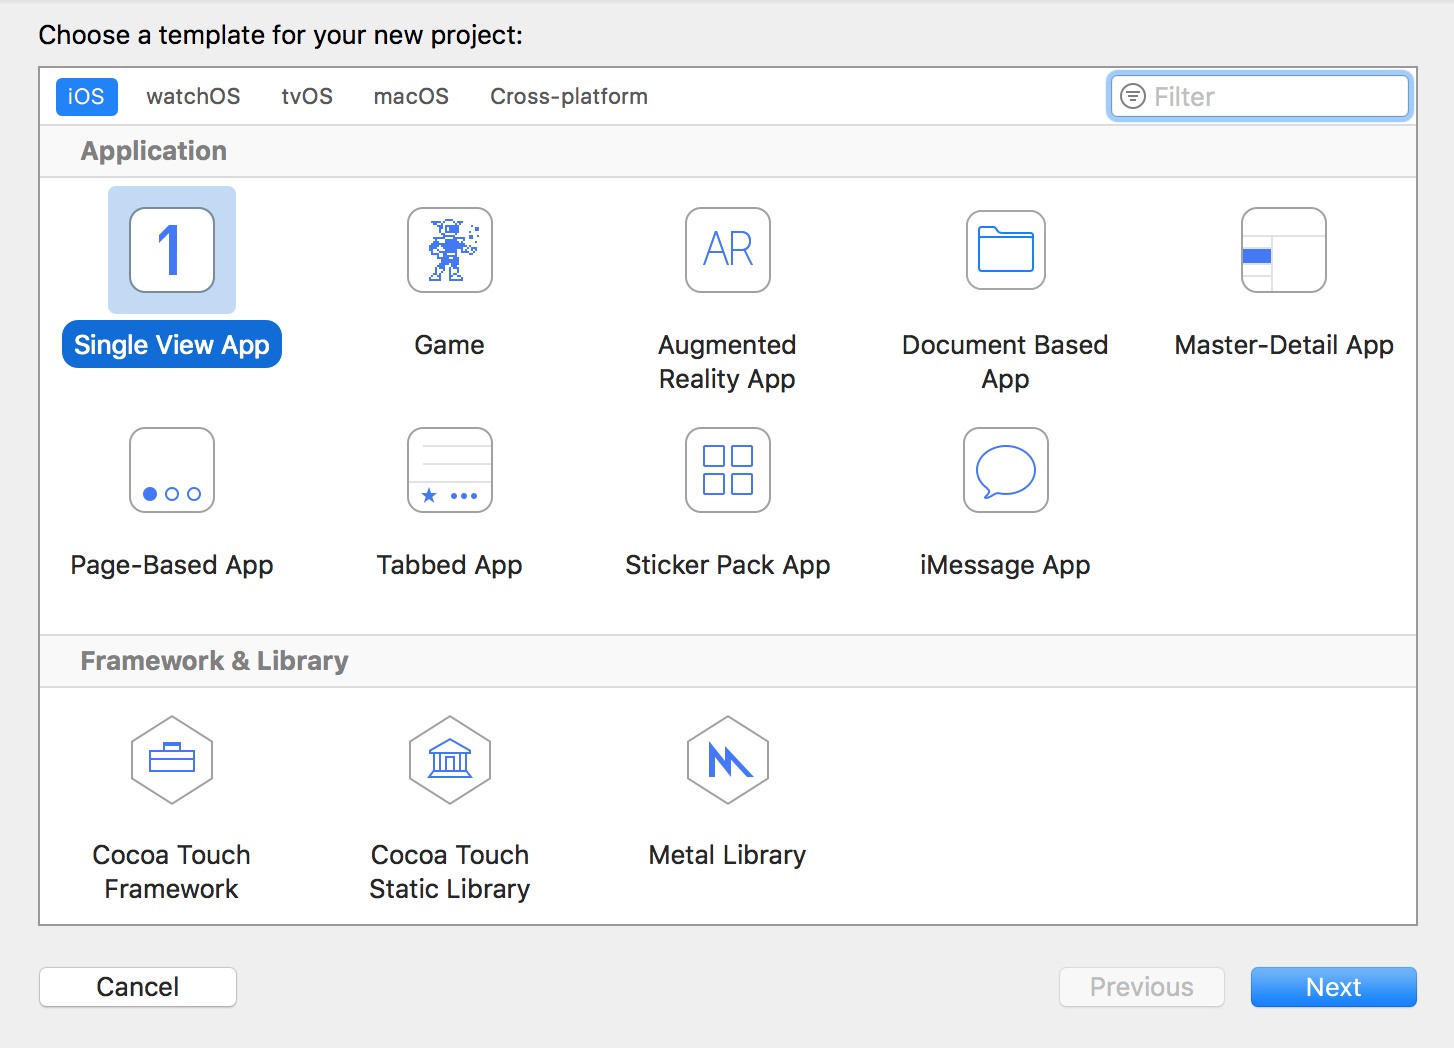 Choose a template for your new project:
iOS watchOS tvOS macOS Cross-platform Filter
Application
1 AR
Single View App Game Augmented Reality App Document Based App Master-Detail App
Page-Based App Tabbed App Sticker Pack App iMessage App
Framework & Library
Cocoa Touch Framework Cocoa Touch Static Library Metal Library
Cancel Previous Next